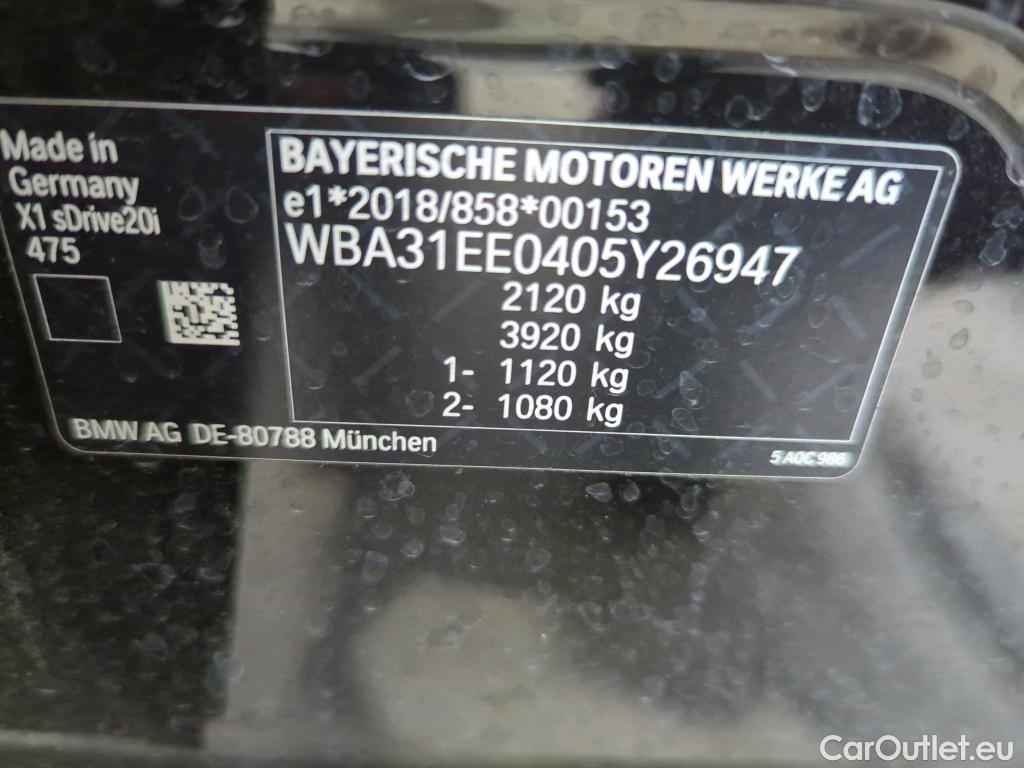 Made in
Germany
X1 sDrive20i
475
BAYERISCHE MOTOREN WERKE AG
e1*2018/858*00153
WBA31EE0405Y26947
2120 kg
3920 kg
1- 1120 kg
2- 1080 kg
BMW AG DE-80788 München
5 A0C 986
CarOutlet.eu